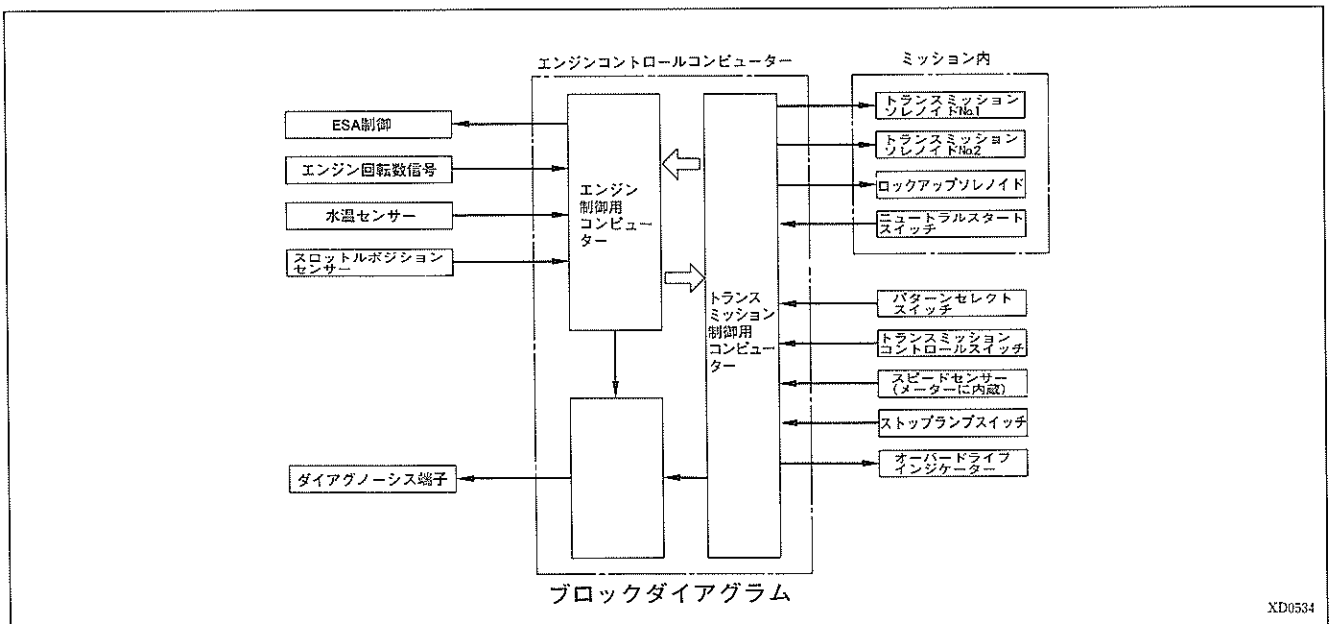 エンジンコントロールコンピューター
ミッション内
ESA制御
エンジン回転数信号
水温センサー
スロットルポジション
センサー
ダイアグノーシス端子
エンジン
制御用
コンピュー
ター
トランス
ミッション
制御用
コンピュー
ター
トランスミッション
ソレノイドNo.1
トランスミッション
ソレノイドNo.2
ロックアップソレノイド
ニュートラルスタート
スイッチ
パターンセレクト
スイッチ
トランスミッション
コントロールスイッチ
スピードセンサー
(メーターに内蔵)
ストップランプスイッチ
オーバードライブ
インジケーター
ブロックダイアグラム
XD0534